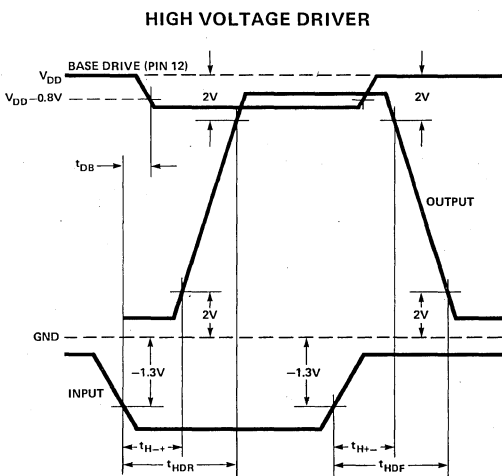 HIGH VOLTAGE DRIVER
BASE DRIVE (PIN 12)
VDD
VDD−0.8V
2V
2V
tDB
OUTPUT
2V
2V
GND
−1.3V
−1.3V
INPUT
tH−+
tH+−
tHDR
tHDF